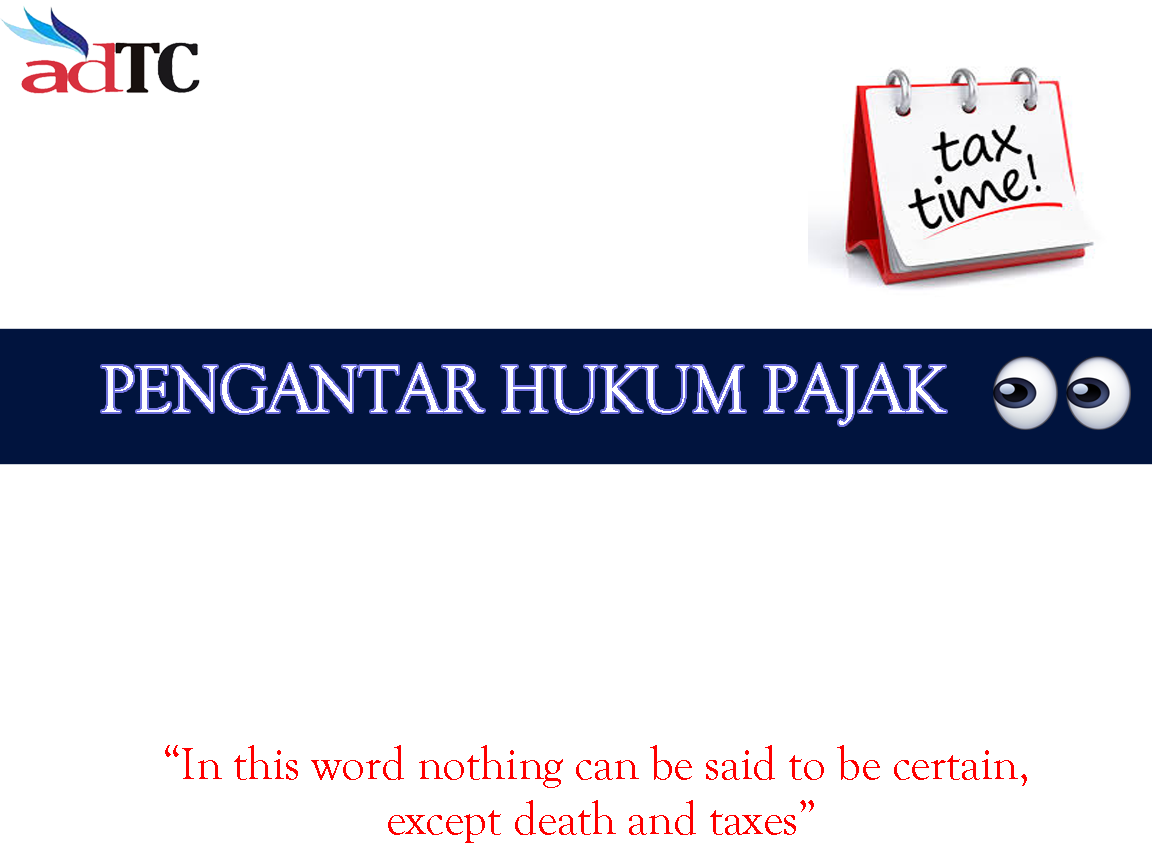 adTC
tax
time!
PENGANTAR HUKUM PAJAK
“In this word nothing can be said to be certain,
except death and taxes”